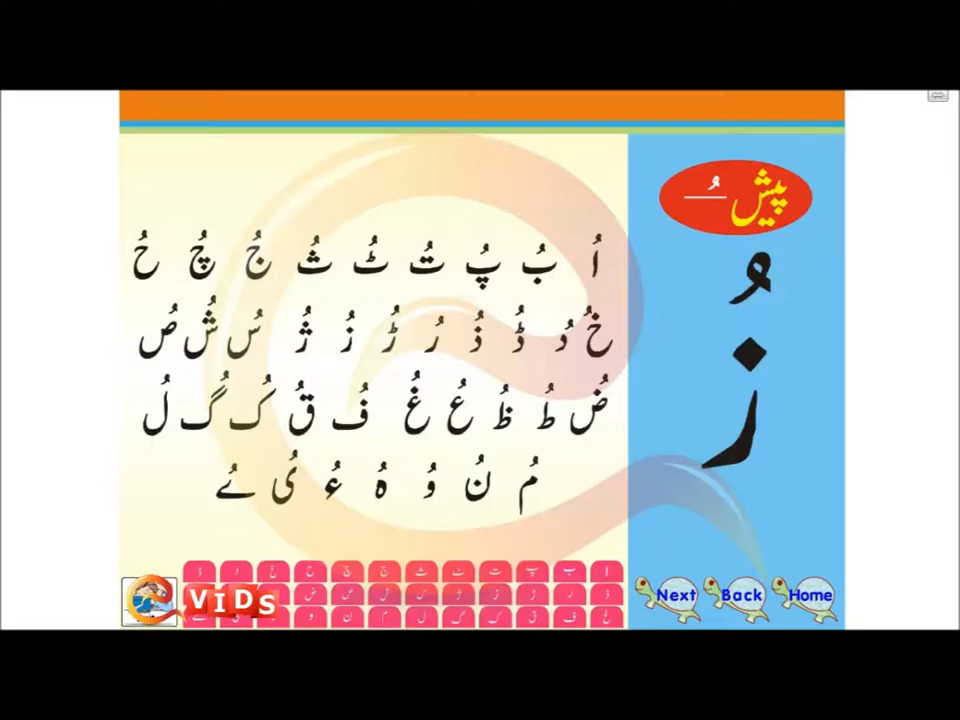 پیش ـُ
زُ
اُ بُ پُ تُ ٹُ ثُ جُ چُ حُ
خُ دُ ڈُ ذُ رُ ڑُ زُ ژُ سُ شُ صُ
ضُ طُ ظُ عُ غُ فُ قُ کُ گُ لُ
مُ نُ وُ ہُ ءُ یُ ےُ
ا ب پ ت ٹ ث ج چ ح خ د ڈ
VIDS
Next Back Home